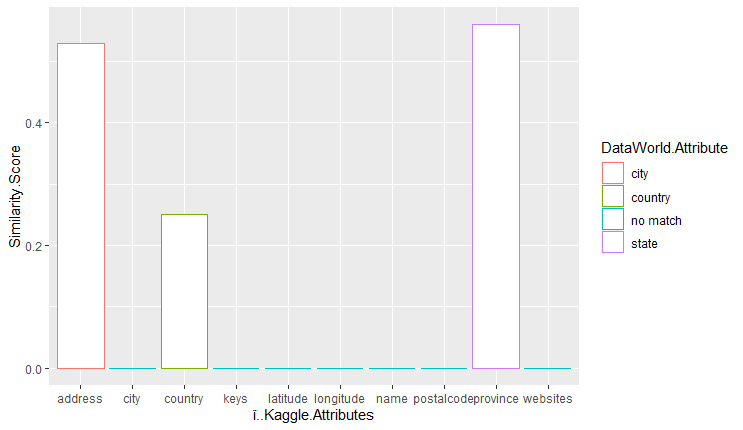 Similarity.Score
0.4
0.2
0.0
address city country keys latitude longitude name postalcode province websites
ï..Kaggle.Attributes
DataWorld.Attribute
city
country
no match
state